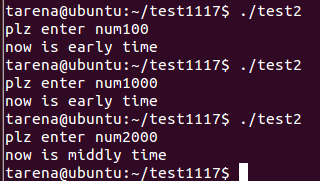 tarena@ubuntu:~/test1117$ ./test2
plz enter num100
now is early time
tarena@ubuntu:~/test1117$ ./test2
plz enter num1000
now is early time
tarena@ubuntu:~/test1117$ ./test2
plz enter num2000
now is middly time
tarena@ubuntu:~/test1117$